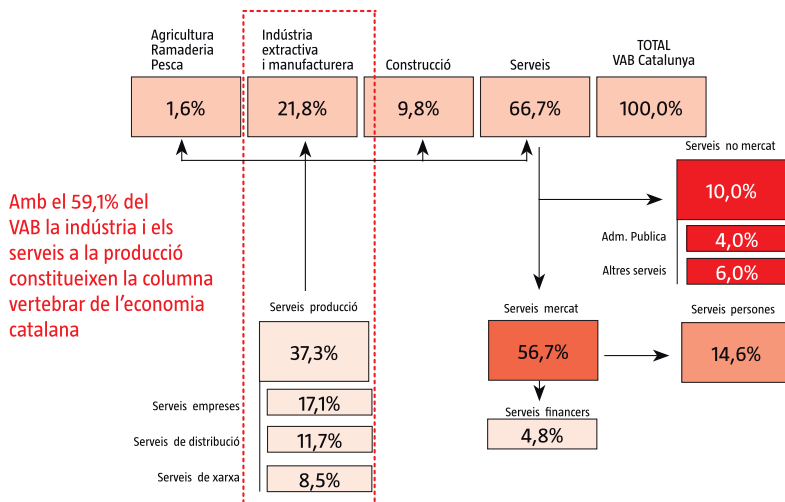 Agricultura
Ramaderia
Pesca
Indústria
extractiva
i manufacturera
Construcció
Serveis
TOTAL
VAB Catalunya
1,6%
21,8%
9,8%
66,7%
100,0%
Serveis no mercat
10,0%
Adm. Publica
4,0%
Altres serveis
6,0%
Amb el 59,1% del
VAB la indústria i els
serveis a la producció
constitueixen la columna
vertebrar de l’economia
catalana
Serveis producció
37,3%
Serveis empreses
17,1%
Serveis de distribució
11,7%
Serveis de xarxa
8,5%
Serveis mercat
56,7%
Serveis persones
14,6%
Serveis financers
4,8%